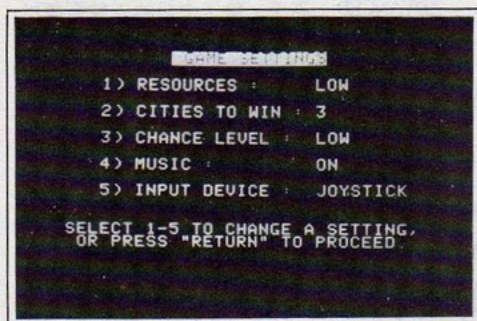 GAME SETTINGS
1) RESOURCES : LOW
2) CITIES TO WIN : 3
3) CHANCE LEVEL : LOW
4) MUSIC : ON
5) INPUT DEVICE : JOYSTICK
SELECT 1-5 TO CHANGE A SETTING,
OR PRESS "RETURN" TO PROCEED.